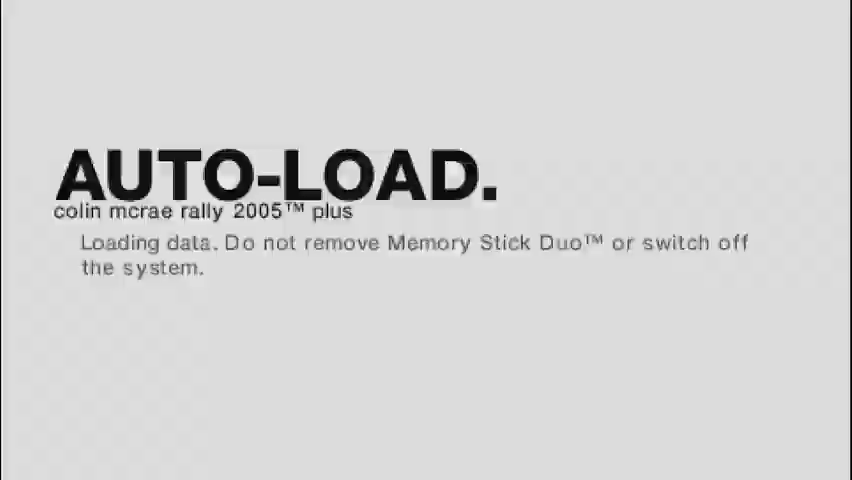 AUTO-LOAD.
colin mcrae rally 2005™ plus
Loading data. Do not remove Memory Stick Duo™ or switch off
the system.